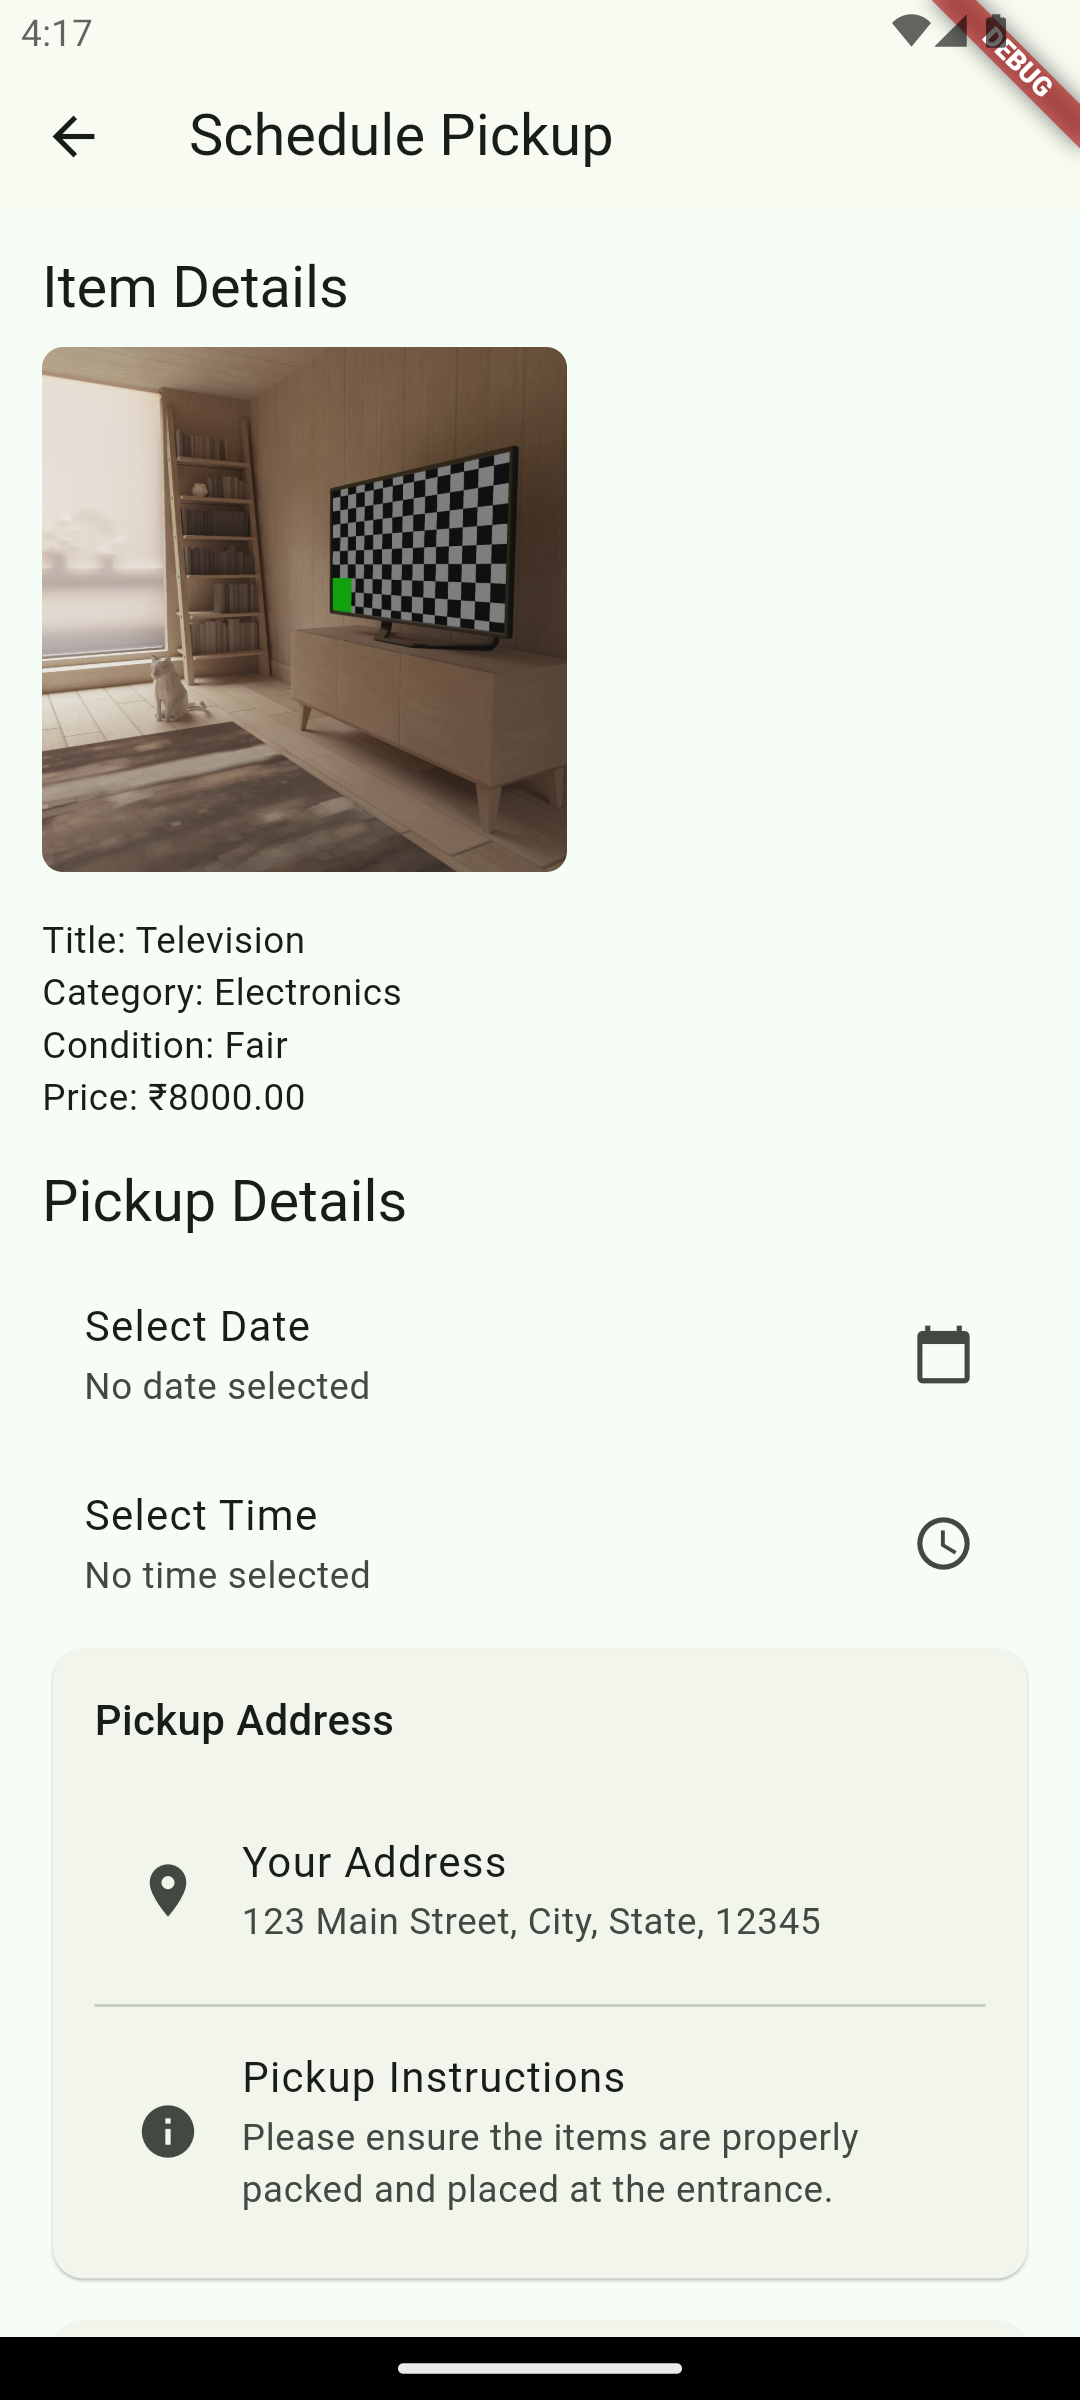 4:17
DEBUG
Schedule Pickup
Item Details
Title: Television
Category: Electronics
Condition: Fair
Price: ₹8000.00
Pickup Details
Select Date
No date selected
Select Time
No time selected
Pickup Address
Your Address
123 Main Street, City, State, 12345
Pickup Instructions
Please ensure the items are properly
packed and placed at the entrance.